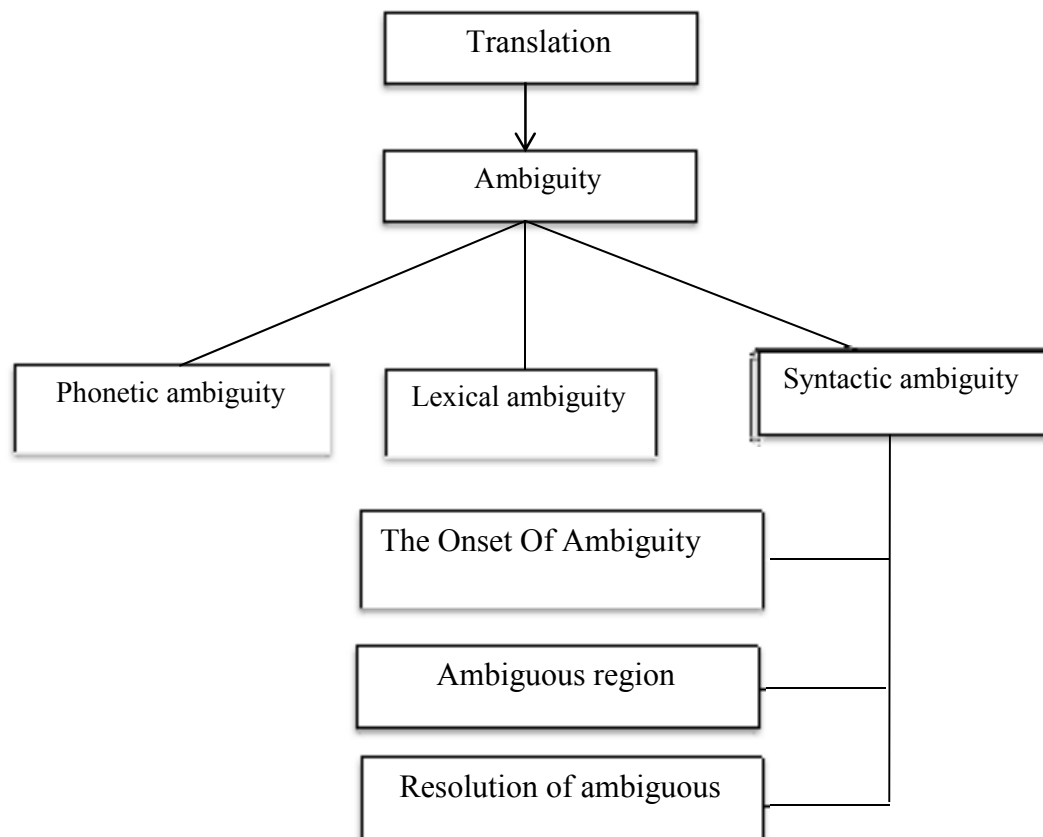 Translation
Ambiguity
Phonetic ambiguity
Lexical ambiguity
Syntactic ambiguity
The Onset Of Ambiguity
Ambiguous region
Resolution of ambiguous